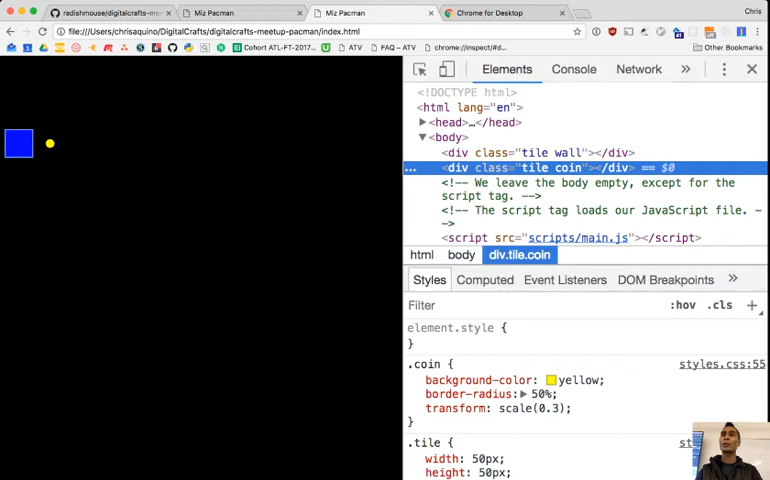 radishmouse/digitalcrafts-mee
Miz Pacman
Miz Pacman
Chrome for Desktop
Chris
file:///Users/chrisaquino/DigitalCrafts/digitalcrafts-meetup-pacman/index.html
Cohort ATL-FT-2017
ATV
FAQ – ATV
chrome://inspect/#d...
Other Bookmarks
Elements
Console
Network
<!DOCTYPE html>
<html lang="en">
▶<head>…</head>
▼<body>
<div class="tile wall"></div>
... <div class="tile coin"></div> == $0
<!-- We leave the body empty, except for the
script tag. -->
<!-- The script tag loads our JavaScript file. -
->
<script src="scripts/main.js"></script>
html body div.tile.coin
Styles Computed Event Listeners DOM Breakpoints »
Filter :hov .cls +
element.style {
}
.coin { styles.css:55
background-color: yellow;
border-radius:▶ 50%;
transform: scale(0.3);
}
.tile {
width: 50px;
height: 50px;